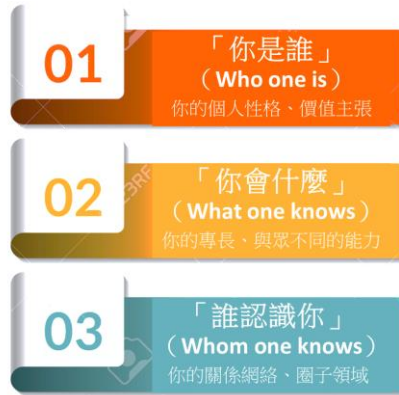 01
「你是誰」
（Who one is）
你的個人性格、價值主張
02
「你會什麼」
（What one knows）
你的專長、與眾不同的能力
03
「誰認識你」
（Whom one knows）
你的關係網絡、圈子領域